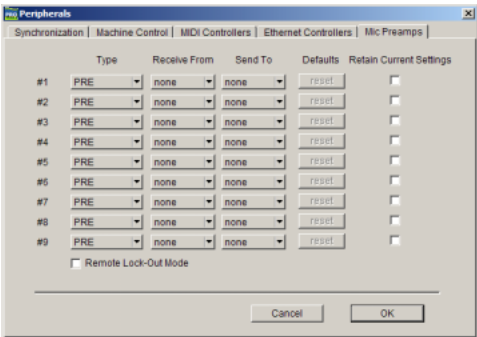 PRO Peripherals
Synchronization Machine Control MIDI Controllers Ethernet Controllers Mic Preamps
Type Receive From Send To Defaults Retain Current Settings
#1 PRE none none reset
#2 PRE none none reset
#3 PRE none none reset
#4 PRE none none reset
#5 PRE none none reset
#6 PRE none none reset
#7 PRE none none reset
#8 PRE none none reset
#9 PRE none none reset
Remote Lock-Out Mode
Cancel OK